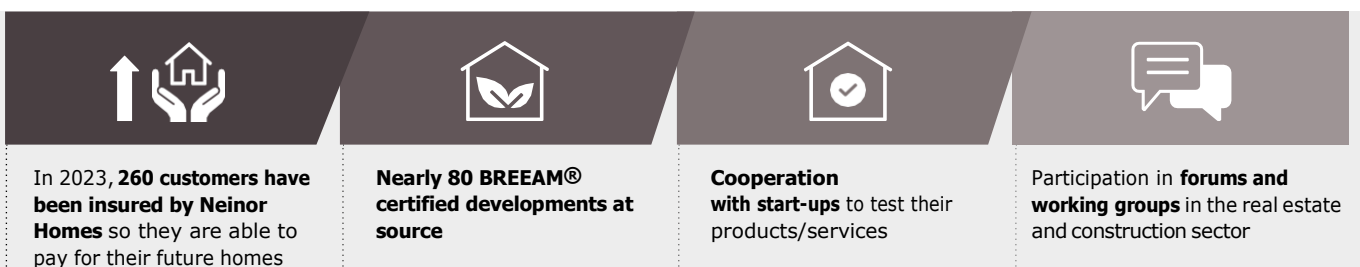 In 2023, 260 customers have
been insured by Neinor
Homes so they are able to
pay for their future homes
Nearly 80 BREEAM®
certified developments at
source
Cooperation
with start-ups to test their
products/services
Participation in forums and
working groups in the real estate
and construction sector